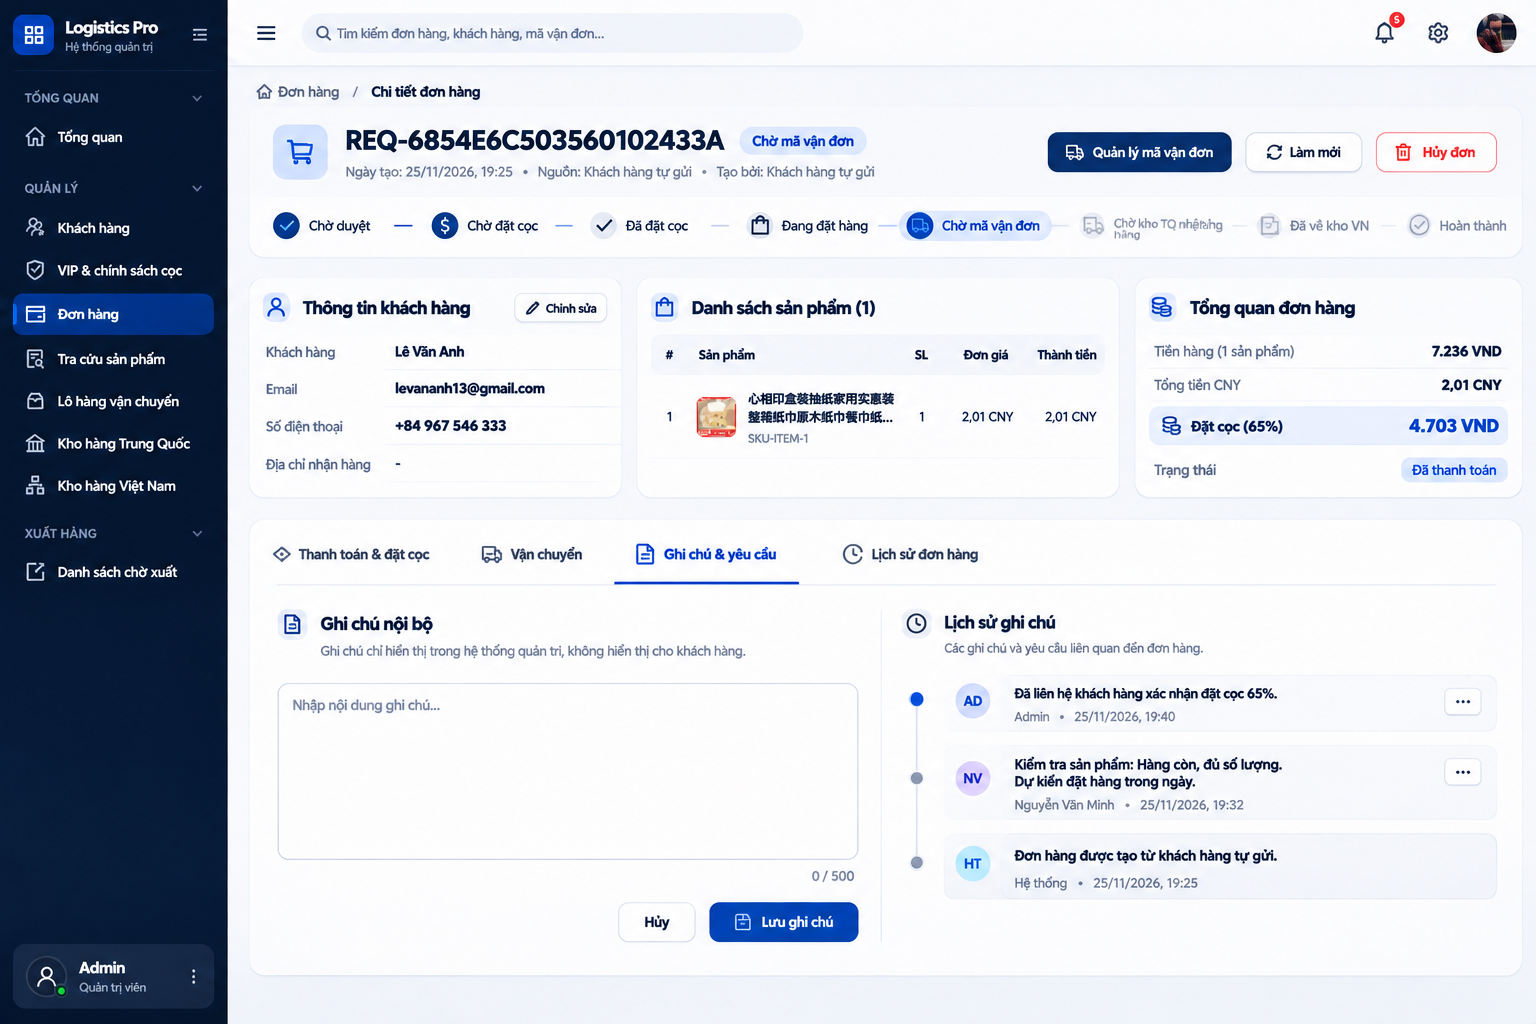 Logistics Pro
Hệ thống quản trị
TỔNG QUAN
Tổng quan
QUẢN LÝ
Khách hàng
VIP & chính sách cọc
Đơn hàng
Tra cứu sản phẩm
Lô hàng vận chuyển
Kho hàng Trung Quốc
Kho hàng Việt Nam
XUẤT HÀNG
Danh sách chờ xuất
Admin
Quản trị viên
Tìm kiếm đơn hàng, khách hàng, mã vận đơn...
5
Đơn hàng / Chi tiết đơn hàng
REQ-6854E6C503560102433A
Chờ mã vận đơn
Ngày tạo: 25/11/2026, 19:25 • Nguồn: Khách hàng tự gửi • Tạo bởi: Khách hàng tự gửi
Quản lý mã vận đơn
Làm mới
Hủy đơn
Chờ duyệt
Chờ đặt cọc
Đã đặt cọc
Đang đặt hàng
Chờ mã vận đơn
Chờ kho TQ
hàng
Đã về kho VN
Hoàn thành
Thông tin khách hàng
Chỉnh sửa
Khách hàng Lê Văn Anh
Email levananh13@gmail.com
Số điện thoại +84 967 546 333
Địa chỉ nhận hàng -
Danh sách sản phẩm (1)
# Sản phẩm SL Đơn giá Thành tiền
1 心相印盒装抽纸家用实惠装
整箱纸巾原木纸巾餐巾纸... 1 2,01 CNY 2,01 CNY
SKU-ITEM-1
Tổng quan đơn hàng
Tiền hàng (1 sản phẩm) 7.236 VND
Tổng tiền CNY 2,01 CNY
Đặt cọc (65%) 4.703 VND
Trạng thái Đã thanh toán
Thanh toán & đặt cọc
Vận chuyển
Ghi chú & yêu cầu
Lịch sử đơn hàng
Ghi chú nội bộ
Ghi chú chỉ hiển thị trong hệ thống quản trị, không hiển thị cho khách hàng.
Nhập nội dung ghi chú...
0 / 500
Hủy
Lưu ghi chú
Lịch sử ghi chú
Các ghi chú và yêu cầu liên quan đến đơn hàng.
AD
Đã liên hệ khách hàng xác nhận đặt cọc 65%.
Admin • 25/11/2026, 19:40
NV
Kiểm tra sản phẩm: Hàng còn, đủ số lượng.
Dự kiến đặt hàng trong ngày.
Nguyễn Văn Minh • 25/11/2026, 19:32
HT
Đơn hàng được tạo từ khách hàng tự gửi.
Hệ thống • 25/11/2026, 19:25